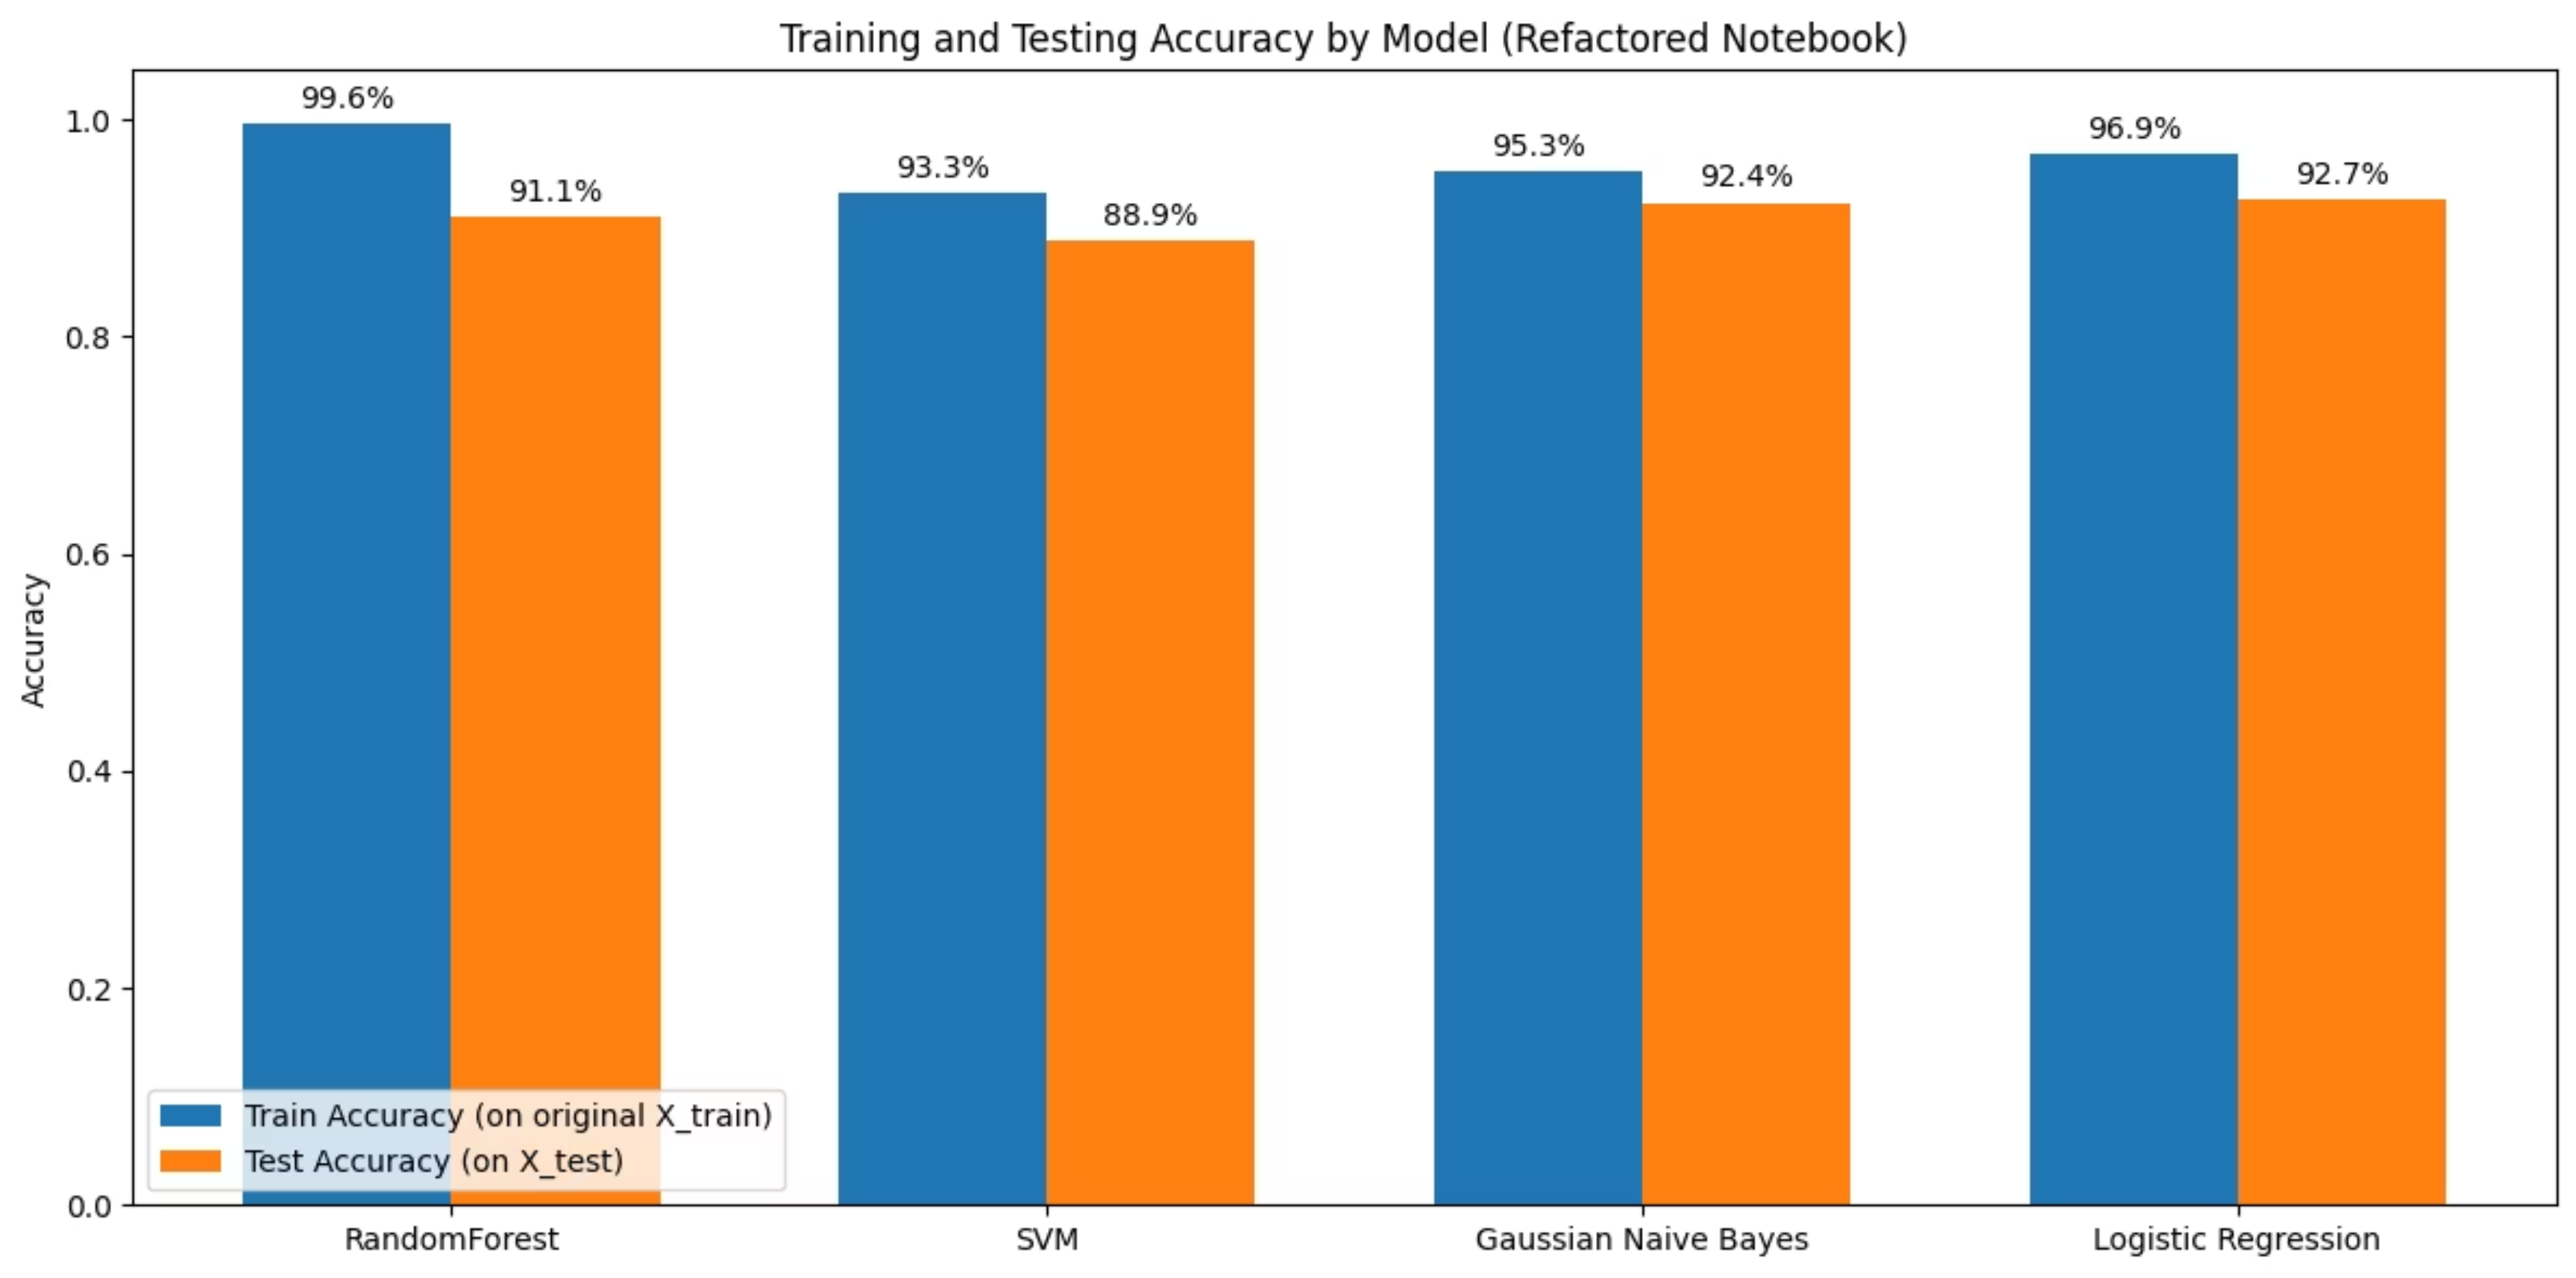 Training and Testing Accuracy by Model (Refactored Notebook)
99.6%
91.1%
93.3%
88.9%
95.3%
92.4%
96.9%
92.7%
1.0
0.8
0.6
0.4
0.2
0.0
Accuracy
Train Accuracy (on original X_train)
Test Accuracy (on X_test)
RandomForest
SVM
Gaussian Naive Bayes
Logistic Regression